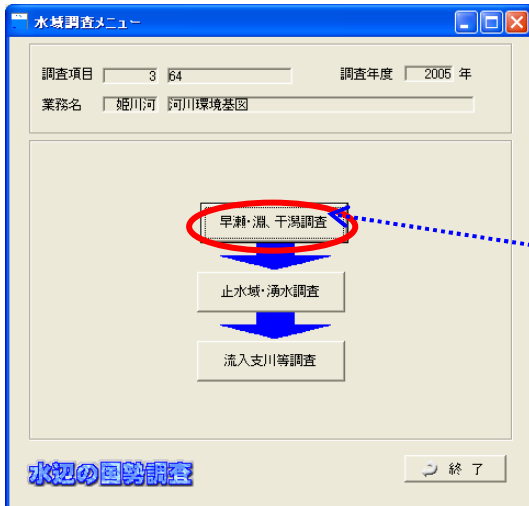 水域調査メニュー
調査項目 3 64 調査年度 2005 年
業務名 姫川河 河川環境基図
早瀬・淵、干潟調査
止水域・湧水調査
流入支川等調査
水辺の国勢調査
終 了